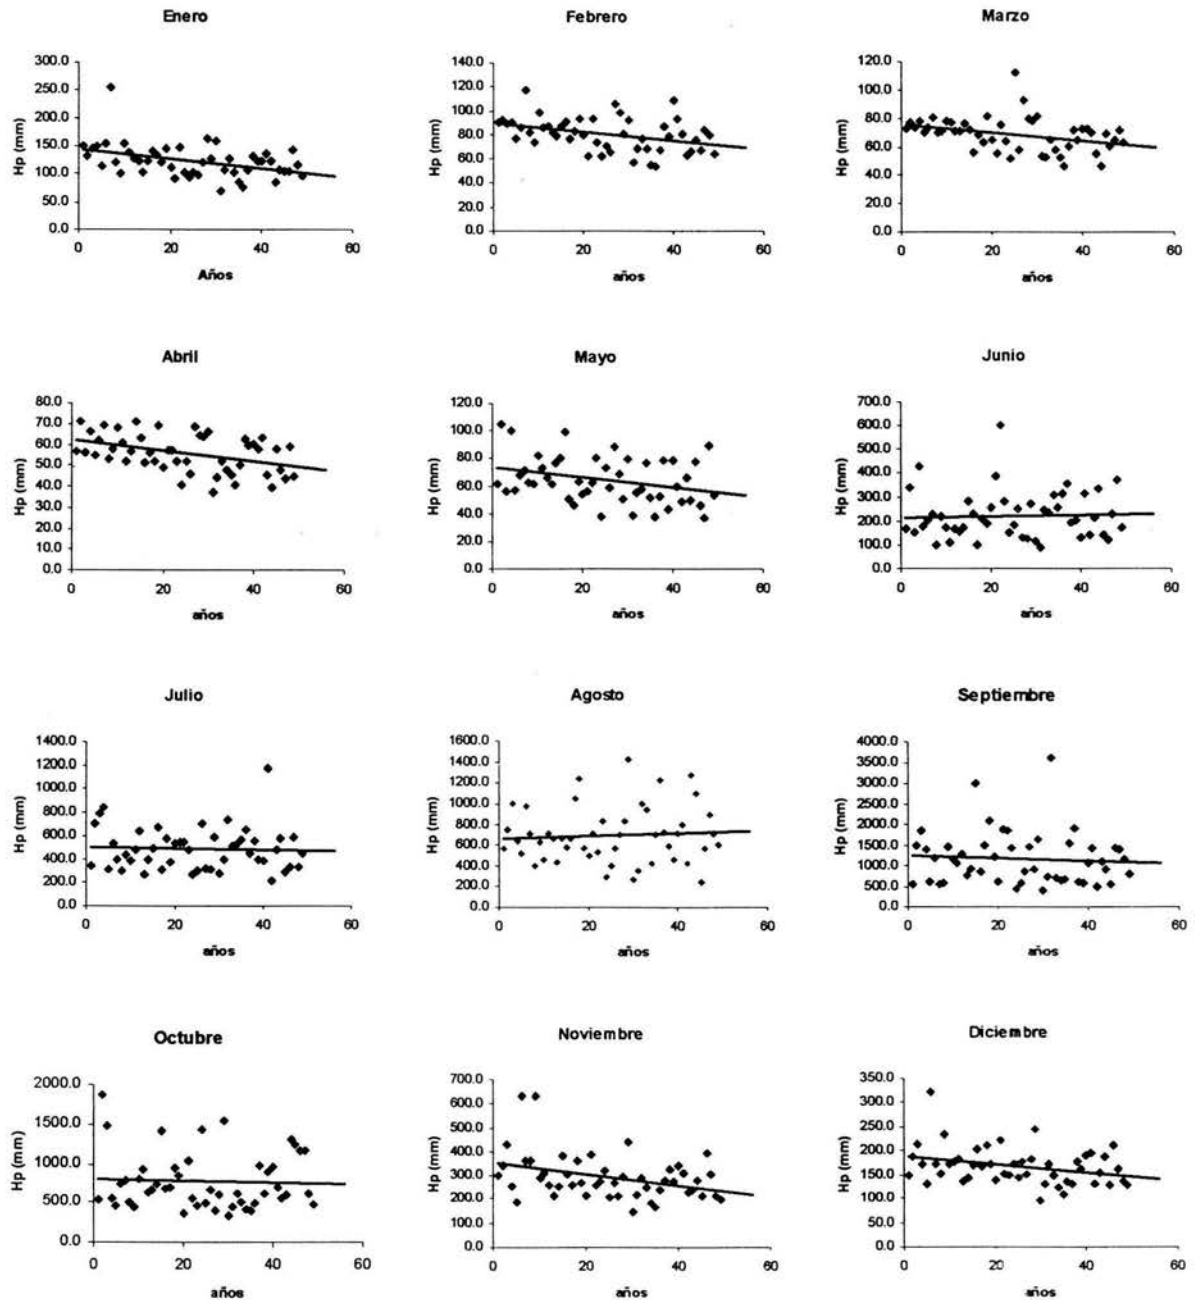 Enero
Hp (mm)
300.0
250.0
200.0
150.0
100.0
50.0
0.0
0 20 40 60
Años
Febrero
Hp (mm)
140.0
120.0
100.0
80.0
60.0
40.0
20.0
0.0
0 20 40 60
años
Marzo
Hp (mm)
120.0
100.0
80.0
60.0
40.0
20.0
0.0
0 20 40 60
años
Abril
Hp (mm)
80.0
70.0
60.0
50.0
40.0
30.0
20.0
10.0
0.0
0 20 40 60
años
Mayo
Hp (mm)
120.0
100.0
80.0
60.0
40.0
20.0
0.0
0 20 40 60
años
Junio
Hp (mm)
700.0
600.0
500.0
400.0
300.0
200.0
100.0
0.0
0 20 40 60
años
Julio
Hp (mm)
1400.0
1200.0
1000.0
800.0
600.0
400.0
200.0
0.0
0 20 40 60
años
Agosto
Hp (mm)
1600.0
1400.0
1200.0
1000.0
800.0
600.0
400.0
200.0
0.0
0 20 40 60
años
Septiembre
Hp (mm)
4000.0
3500.0
3000.0
2500.0
2000.0
1500.0
1000.0
500.0
0.0
0 20 40 60
años
Octubre
Hp (mm)
2000.0
1500.0
1000.0
500.0
0.0
0 20 40 60
años
Noviembre
Hp (mm)
700.0
600.0
500.0
400.0
300.0
200.0
100.0
0.0
0 20 40 60
años
Diciembre
Hp (mm)
350.0
300.0
250.0
200.0
150.0
100.0
50.0
0.0
0 20 40 60
años